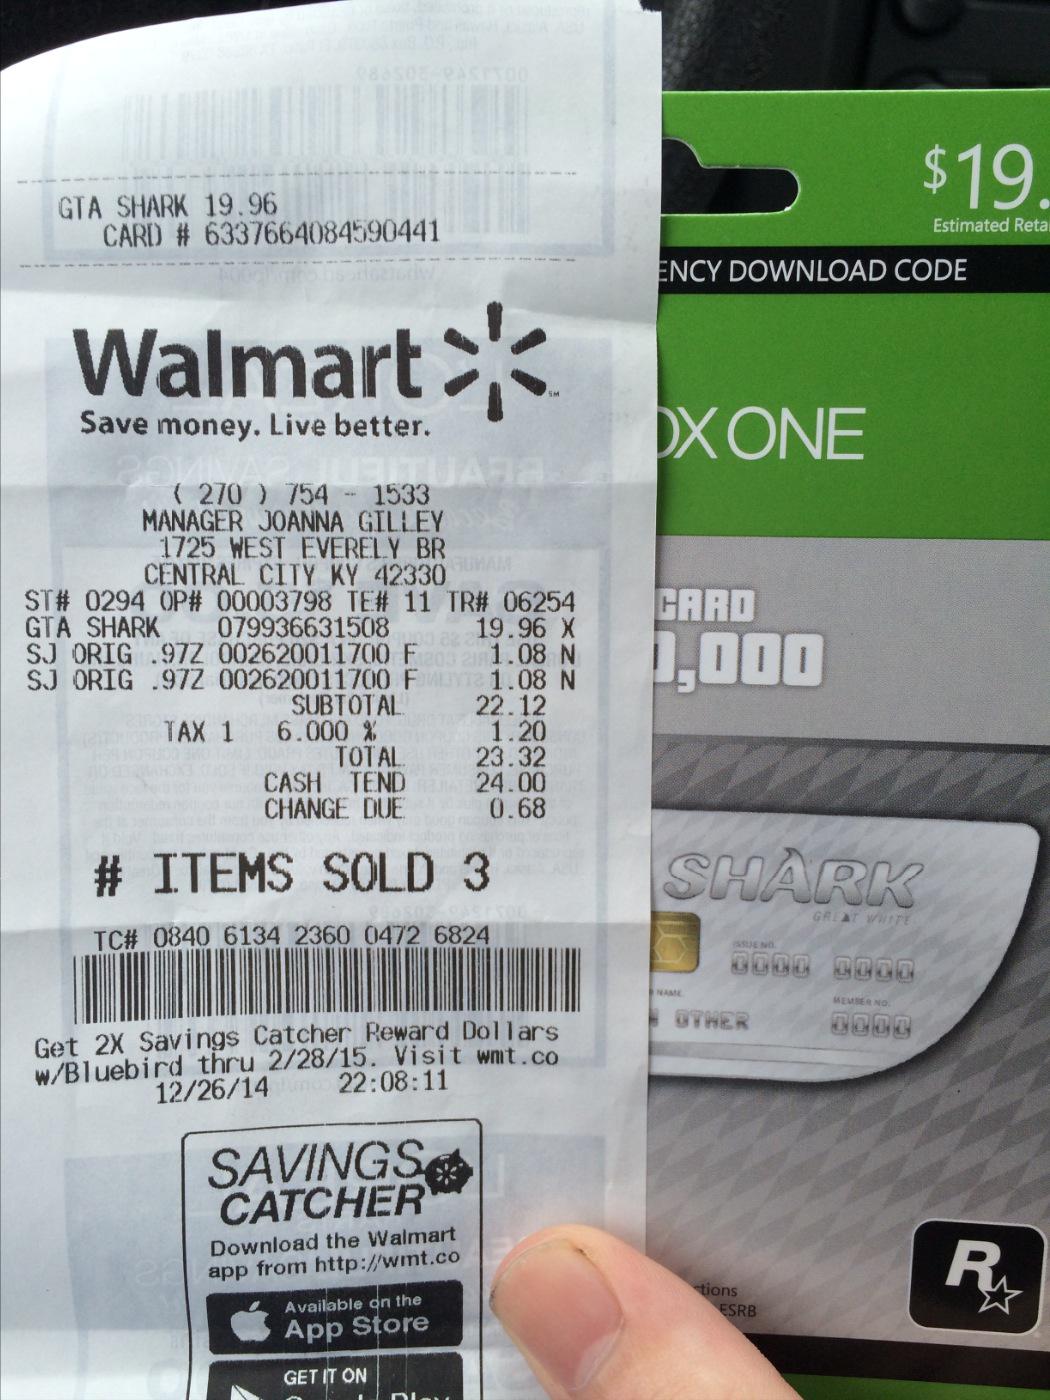 GTA SHARK 19.96
CARD # 6337664084590441
Walmart
Save money. Live better.
( 270 ) 754 - 1533
MANAGER JOANNA GILLEY
1725 WEST EVERELY BR
CENTRAL CITY KY 42330
ST# 0294 OP# 00003798 TE# 11 TR# 06254
GTA SHARK 079936631508 19.96 X
SJ ORIG .97Z 002620011700 F 1.08 N
SJ ORIG .97Z 002620011700 F 1.08 N
SUBTOTAL 22.12
TAX 1 6.000 % 1.20
TOTAL 23.32
CASH TEND 24.00
CHANGE DUE 0.68
# ITEMS SOLD 3
TC# 0840 6134 2360 0472 6824
Get 2X Savings Catcher Reward Dollars
w/Bluebird thru 2/28/15. Visit wmt.co
12/26/14 22:08:11
SAVINGS
CATCHER
Download the Walmart
app from http://wmt.co
Available on the
App Store
GET IT ON
$19.
Estimated Reta
ENCY DOWNLOAD CODE
OX ONE
CARD
0,000
SHARK
GREAT WHITE
ISSUE NO.
0000 0000
NAME
MEMBER NO.
OTHER
0000
R
ctions
ESRB